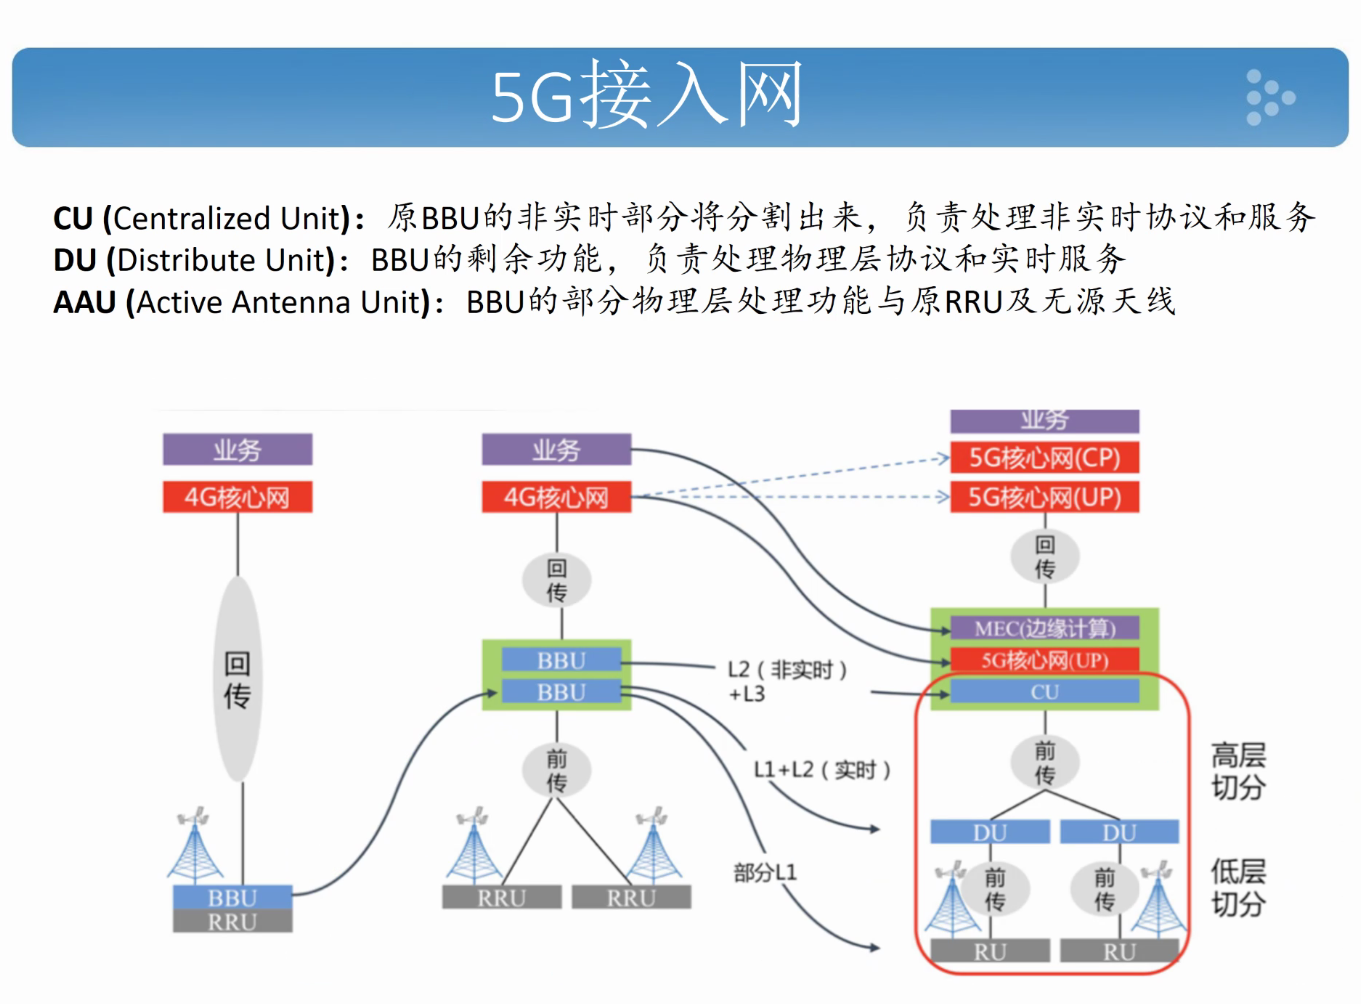 5G接入网
CU (Centralized Unit)：原BBU的非实时部分将分割出来，负责处理非实时协议和服务
DU (Distribute Unit)：BBU的剩余功能，负责处理物理层协议和实时服务
AAU (Active Antenna Unit)：BBU的部分物理层处理功能与原RRU及无源天线
业务
4G核心网
回
传
BBU
RRU
业务
4G核心网
回
传
BBU
BBU
前
传
RRU
RRU
L2（非实时）
+L3
L1+L2（实时）
部分L1
业务
5G核心网(CP)
5G核心网(UP)
回
传
MEC(边缘计算)
5G核心网(UP)
CU
前
传
DU
DU
前
传
前
传
RU
RU
高层
切分
低层
切分